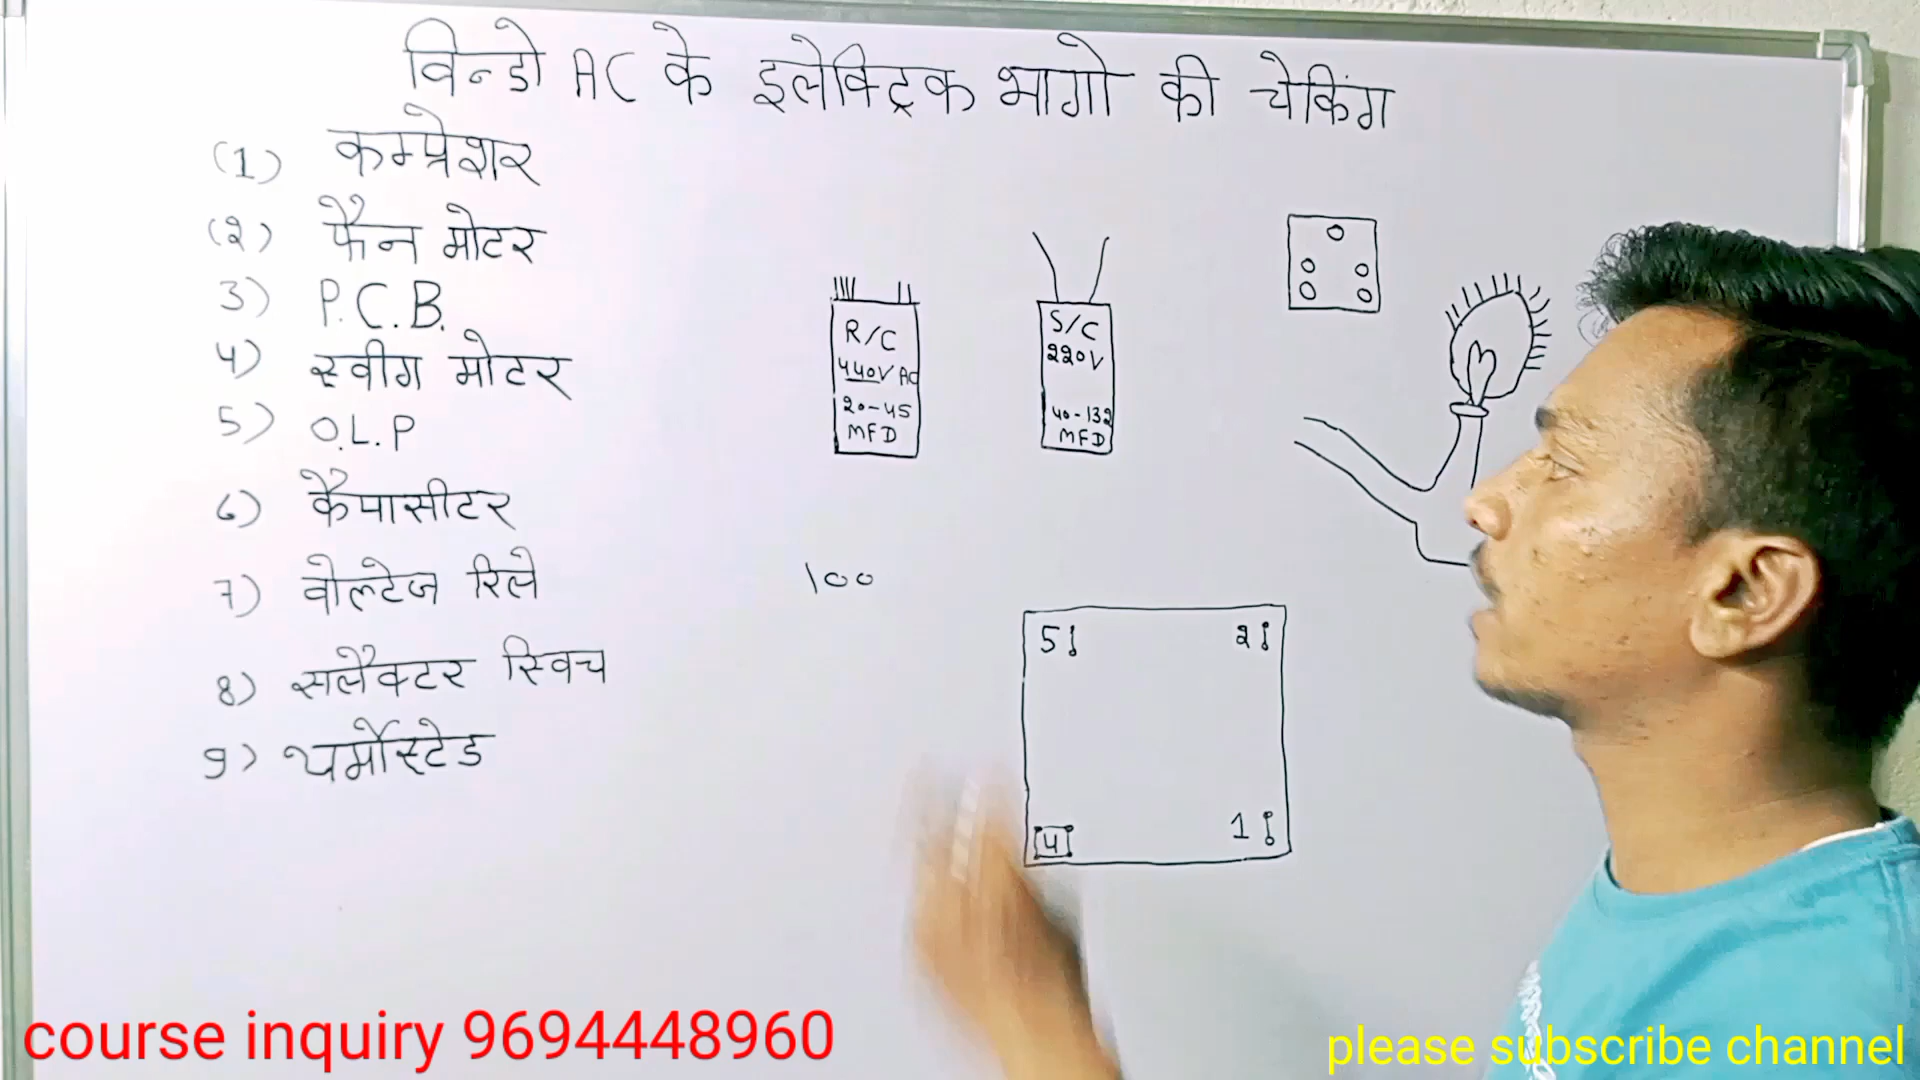 विन्डो AC के इलेक्ट्रिक भागो की चेकिंग
(1) कम्प्रेशर
(२) फैन मोटर
3) P.C.B.
4) स्वीग मोटर
5) O.L.P
6) कैपासीटर
7) वोल्टेज रिले
8) सलैक्टर स्विच
9) थर्मोस्टेड
R/C
440V AC
20-45
MFD
S/C
220V
40-132
MFD
100
5 2
4 1
course inquiry 9694448960
please subscribe channel